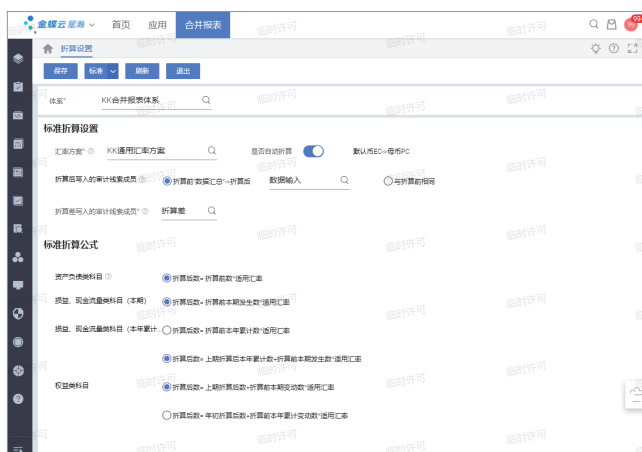 金蝶云星瀚 首页 应用 合并报表 99
折算设置
保存 标准 刷新 退出
体系* KK合并报表体系
标准折算设置
汇率方案* KK通用汇率方案 是否自动折算 默认币EC->母币PC
折算后写入的审计线索成员 折算前“数据汇总”->折算后 数据输入 与折算前相同
折算差写入的审计线索成员* 折算差
标准折算公式
资产负债类科目 折算后数= 折算前数*适用汇率
损益、现金流量类科目（本期） 折算后数= 折算前本期发生数*适用汇率
损益、现金流量类科目（本年累计... 折算后数= 折算前本年累计数*适用汇率
折算后数= 上期折算后本年累计数+折算前本期发生数*适用汇率
权益类科目 折算后数= 上期折算后数+折算前本期变动数*适用汇率
折算后数= 年初折算后数+折算前本年累计变动数*适用汇率
临时许可